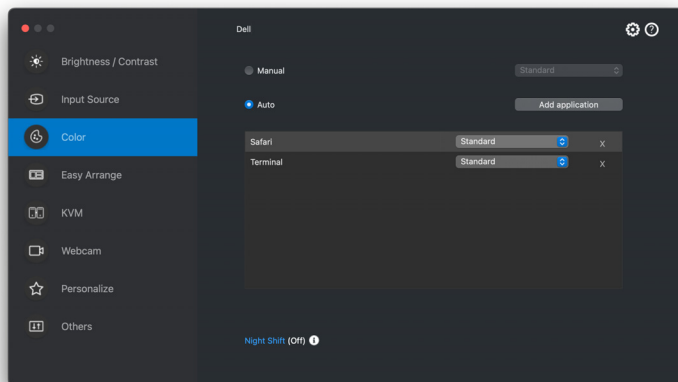 Dell
Brightness / Contrast
Input Source
Color
Easy Arrange
KVM
Webcam
Personalize
Others
Manual
Standard
Auto
Add application
Safari Standard X
Terminal Standard X
Night Shift (Off)